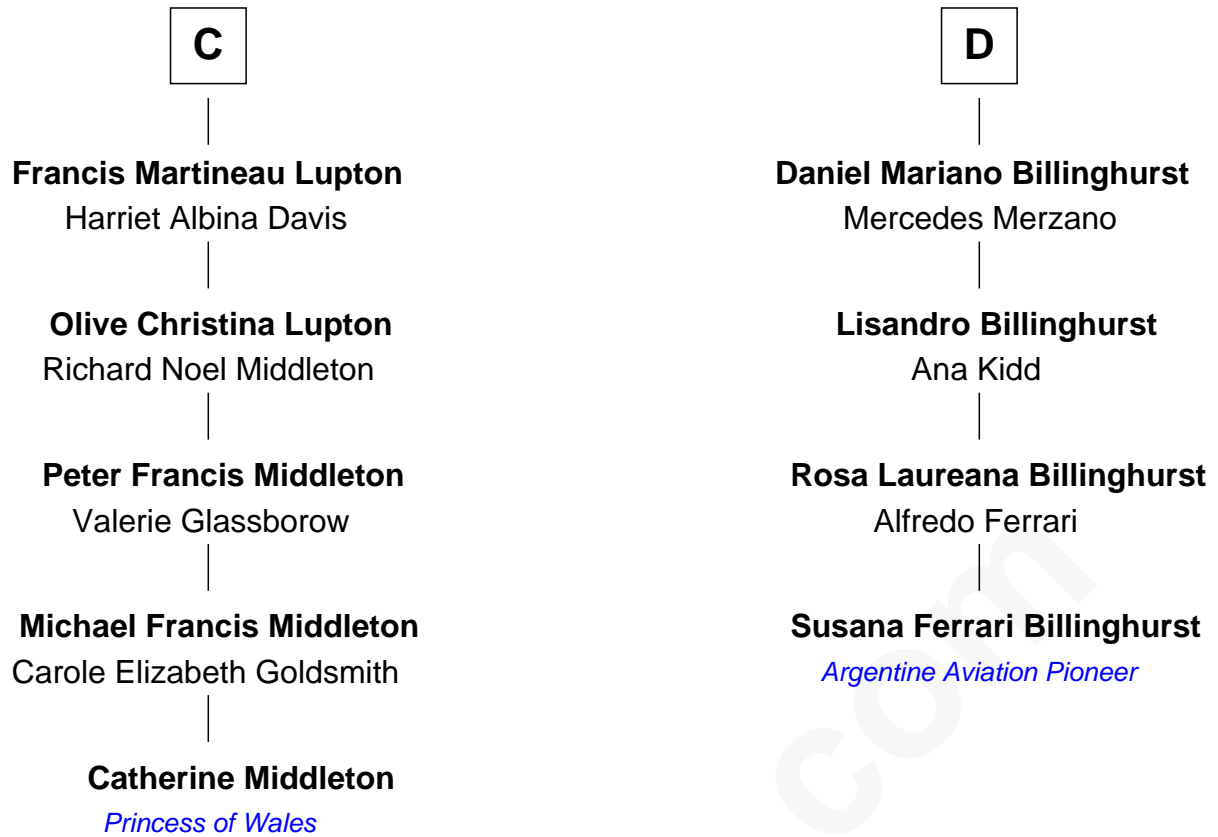 C
Francis Martineau Lupton
Harriet Albina Davis
Olive Christina Lupton
Richard Noel Middleton
Peter Francis Middleton
Valerie Glassborow
Michael Francis Middleton
Carole Elizabeth Goldsmith
Catherine Middleton
Princess of Wales
D
Daniel Mariano Billinghurst
Mercedes Merzano
Lisandro Billinghurst
Ana Kidd
Rosa Laureana Billinghurst
Alfredo Ferrari
Susana Ferrari Billinghurst
Argentine Aviation Pioneer
com